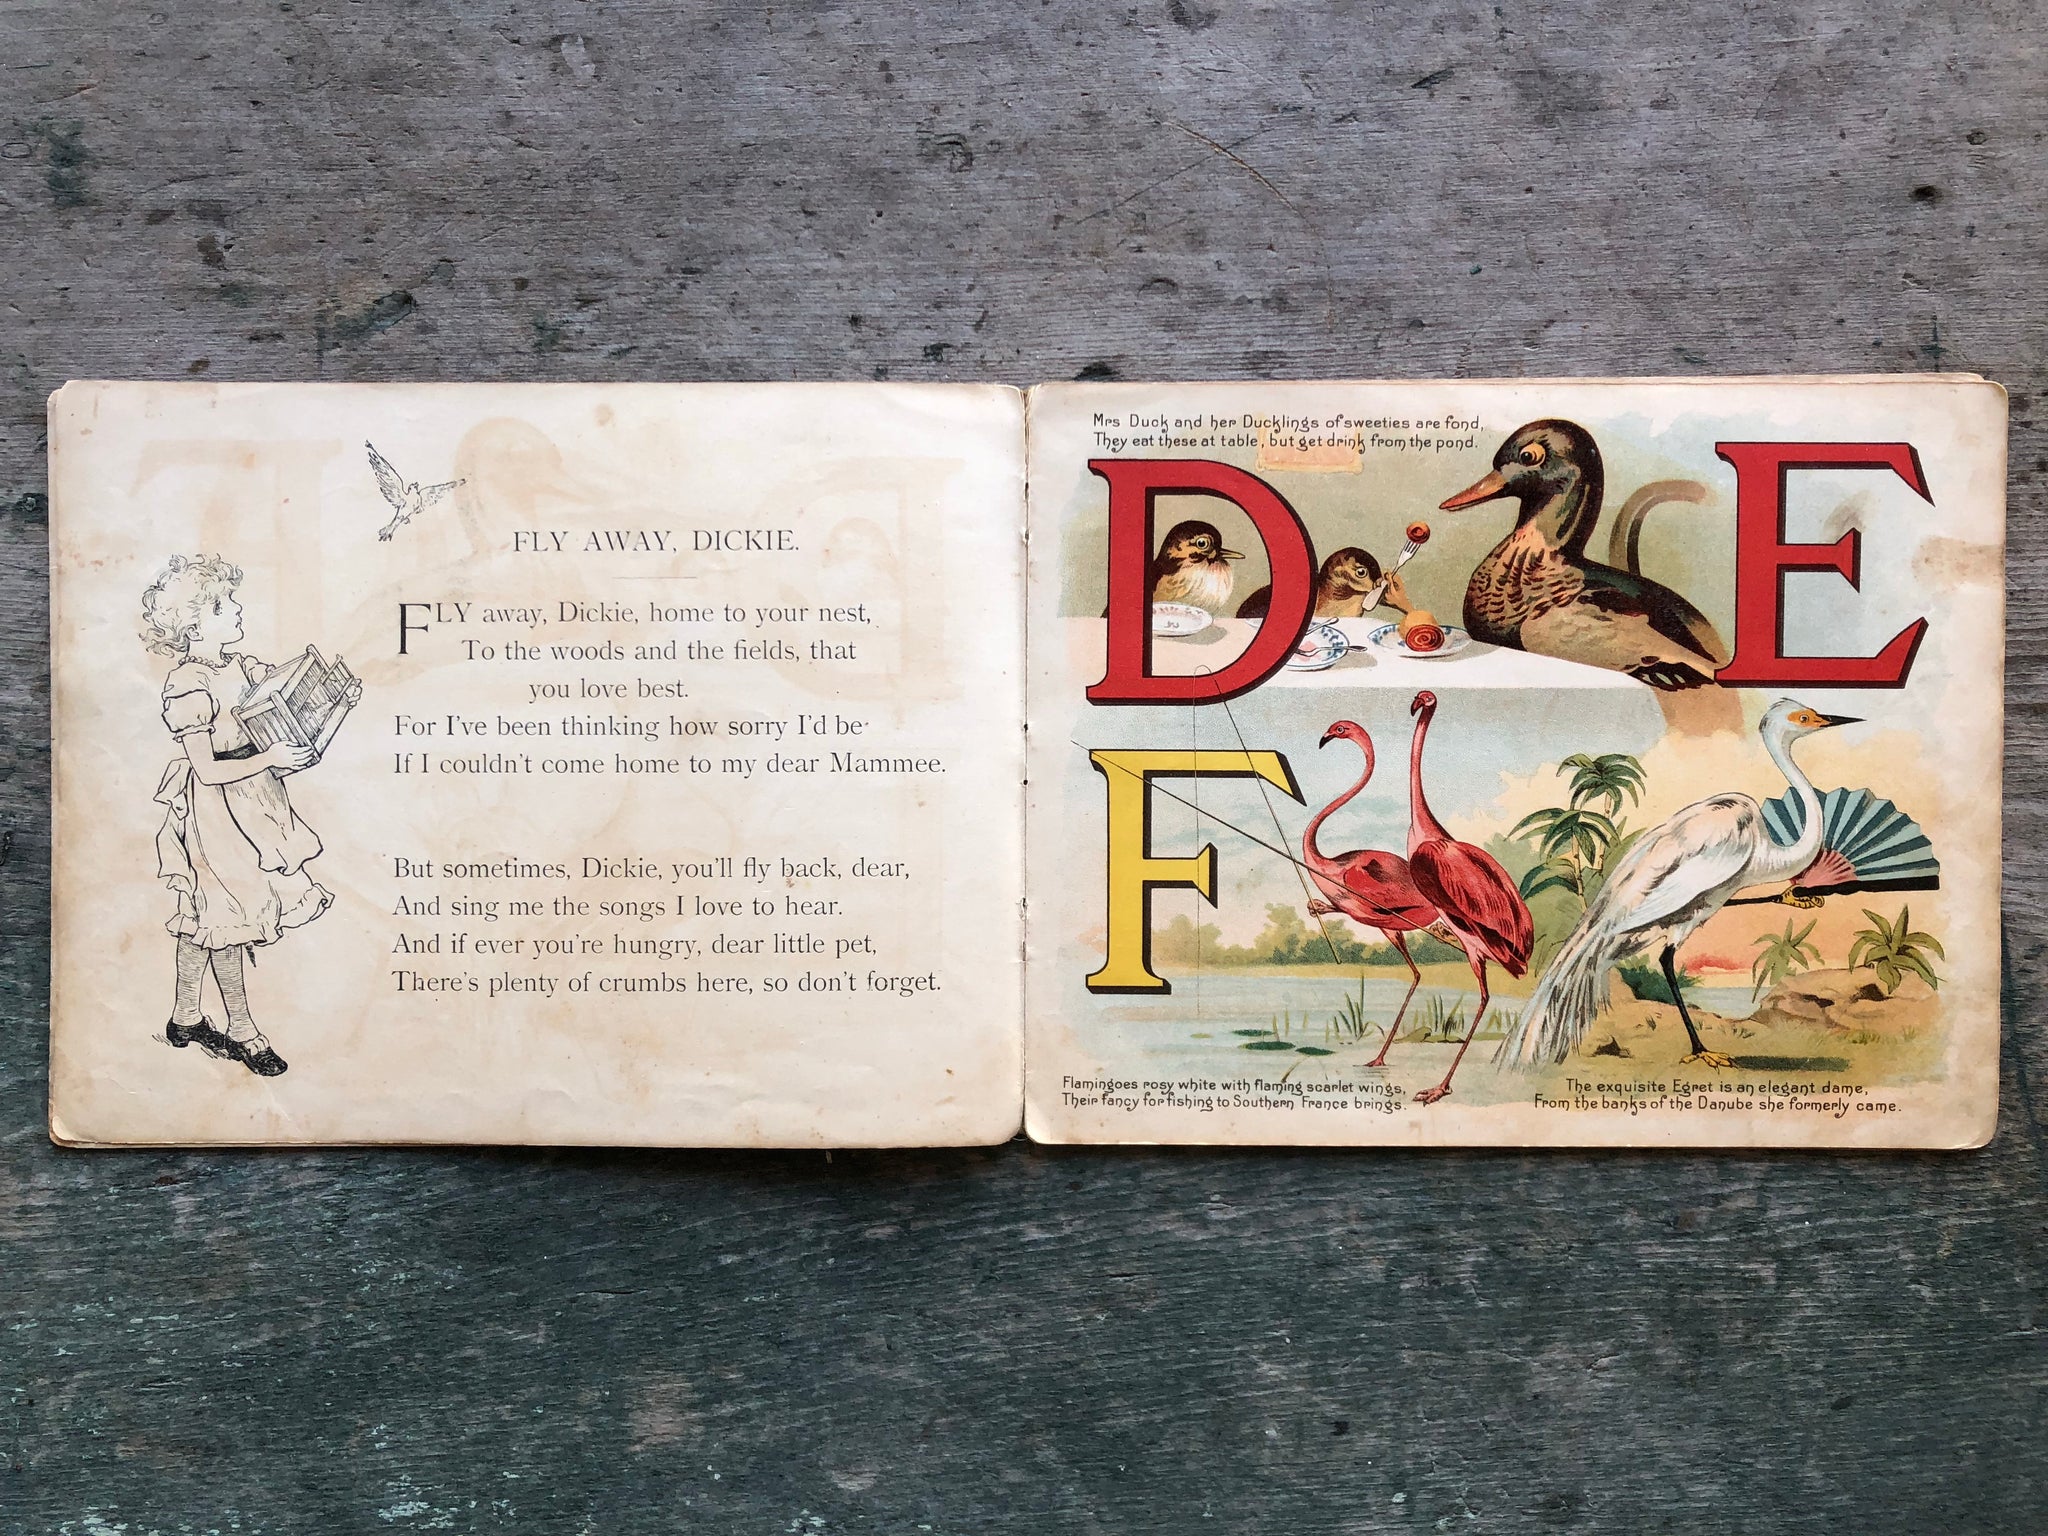 FLY AWAY, DICKIE.
FLY away, Dickie, home to your nest,
To the woods and the fields, that
you love best.
For I've been thinking how sorry I'd be
If I couldn't come home to my dear Mammee.
But sometimes, Dickie, you'll fly back, dear,
And sing me the songs I love to hear.
And if ever you're hungry, dear little pet,
There's plenty of crumbs here, so don't forget.
Mrs Duck and her Ducklings of sweeties are fond,
They eat these at table, but get drink from the pond.
D E
F
Flamingoes rosy white with flaming scarlet wings,
Their fancy for fishing to Southern France brings.
The exquisite Egret is an elegant dame,
From the banks of the Danube she formerly came.